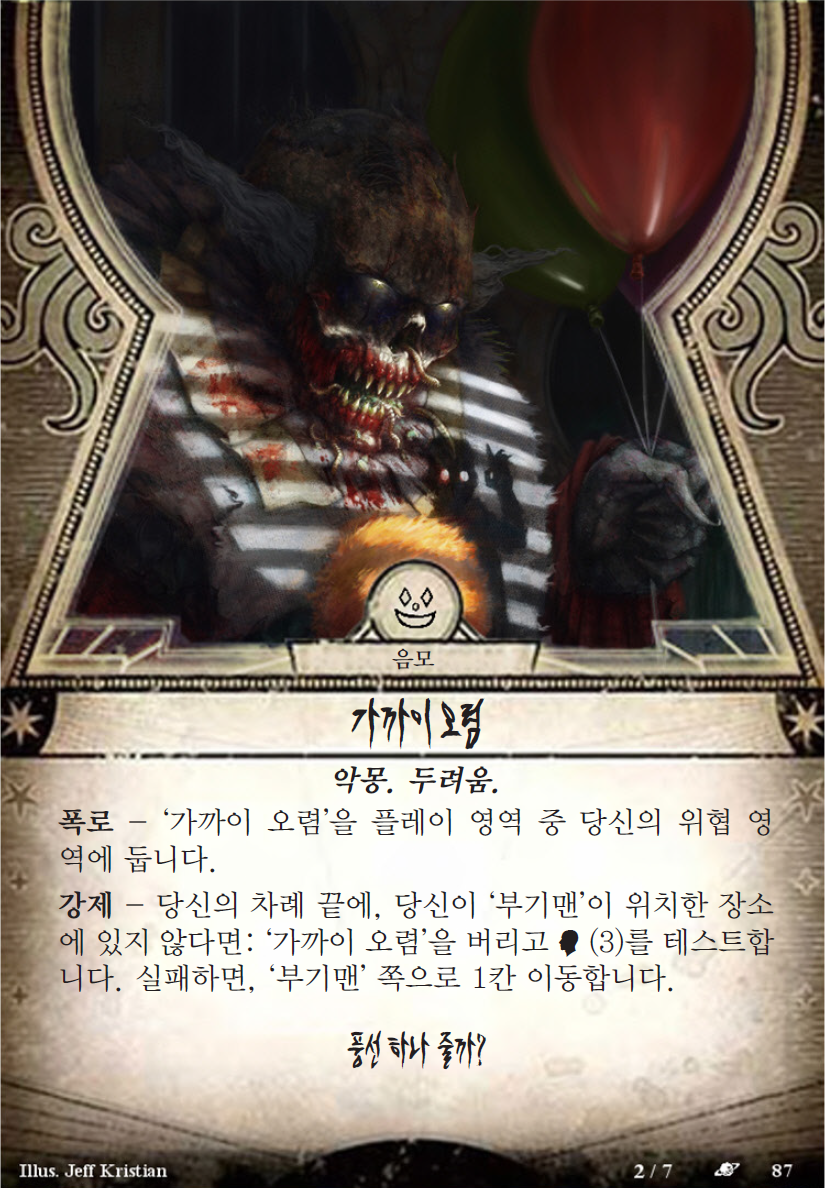 음모
가까이 오렴
악몽. 두려움.
폭로 – ‘가까이 오렴’을 플레이 영역 중 당신의 위협 영
역에 둡니다.
강제 – 당신의 차례 끝에, 당신이 ‘부기맨’이 위치한 장소
에 있지 않다면: ‘가까이 오렴’을 버리고 (3)를 테스트합
니다. 실패하면, ‘부기맨’ 쪽으로 1칸 이동합니다.
풍선 하나 줄까?
Illus. Jeff Kristian 2 / 7 87